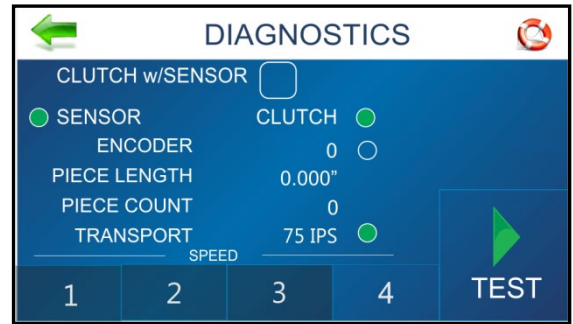 DIAGNOSTICS
CLUTCH w/SENSOR
SENSOR CLUTCH
ENCODER 0
PIECE LENGTH 0.000”
PIECE COUNT 0
TRANSPORT 75 IPS
SPEED
1 2 3 4 TEST